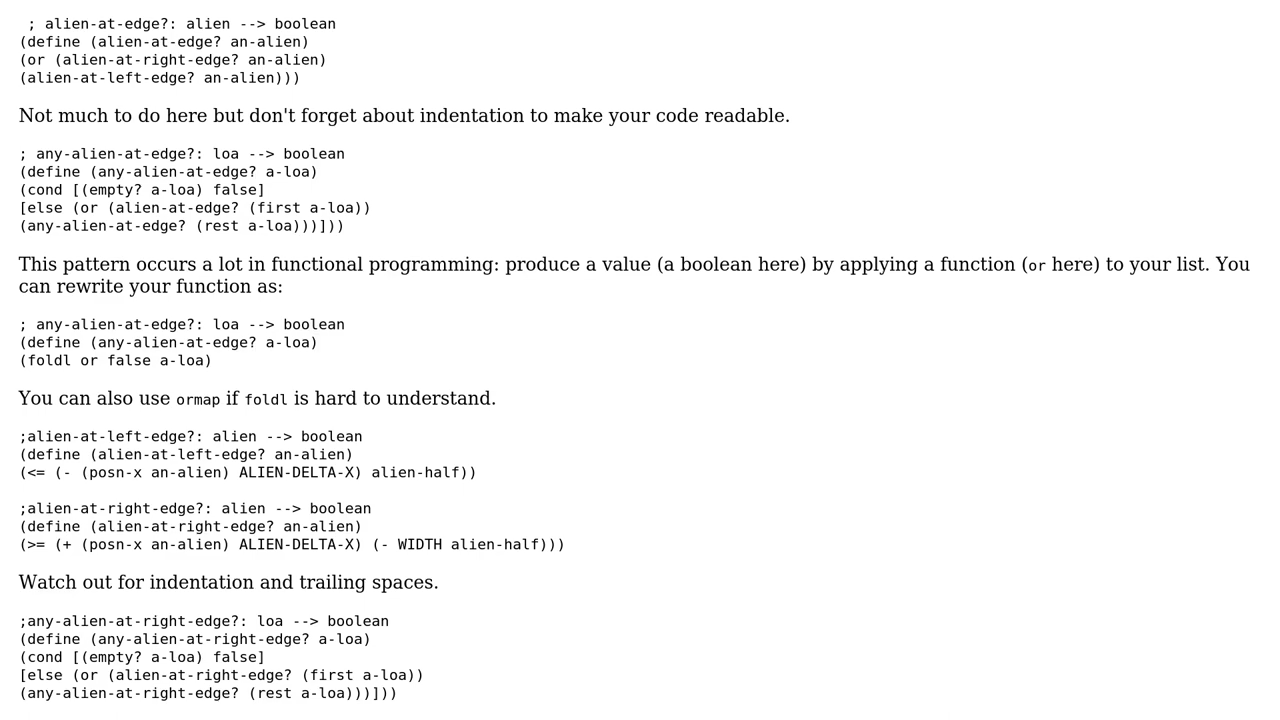 ; alien-at-edge?: alien --> boolean
(define (alien-at-edge? an-alien)
(or (alien-at-right-edge? an-alien)
(alien-at-left-edge? an-alien)))
Not much to do here but don't forget about indentation to make your code readable.
; any-alien-at-edge?: loa --> boolean
(define (any-alien-at-edge? a-loa)
(cond [(empty? a-loa) false]
[else (or (alien-at-edge? (first a-loa))
(any-alien-at-edge? (rest a-loa)))]))
This pattern occurs a lot in functional programming: produce a value (a boolean here) by applying a function (or here) to your list. You
can rewrite your function as:
; any-alien-at-edge?: loa --> boolean
(define (any-alien-at-edge? a-loa)
(foldl or false a-loa)
You can also use ormap if foldl is hard to understand.
;alien-at-left-edge?: alien --> boolean
(define (alien-at-left-edge? an-alien)
(<= (- (posn-x an-alien) ALIEN-DELTA-X) alien-half))
;alien-at-right-edge?: alien --> boolean
(define (alien-at-right-edge? an-alien)
(>= (+ (posn-x an-alien) ALIEN-DELTA-X) (- WIDTH alien-half)))
Watch out for indentation and trailing spaces.
;any-alien-at-right-edge?: loa --> boolean
(define (any-alien-at-right-edge? a-loa)
(cond [(empty? a-loa) false]
[else (or (alien-at-right-edge? (first a-loa))
(any-alien-at-right-edge? (rest a-loa)))]))